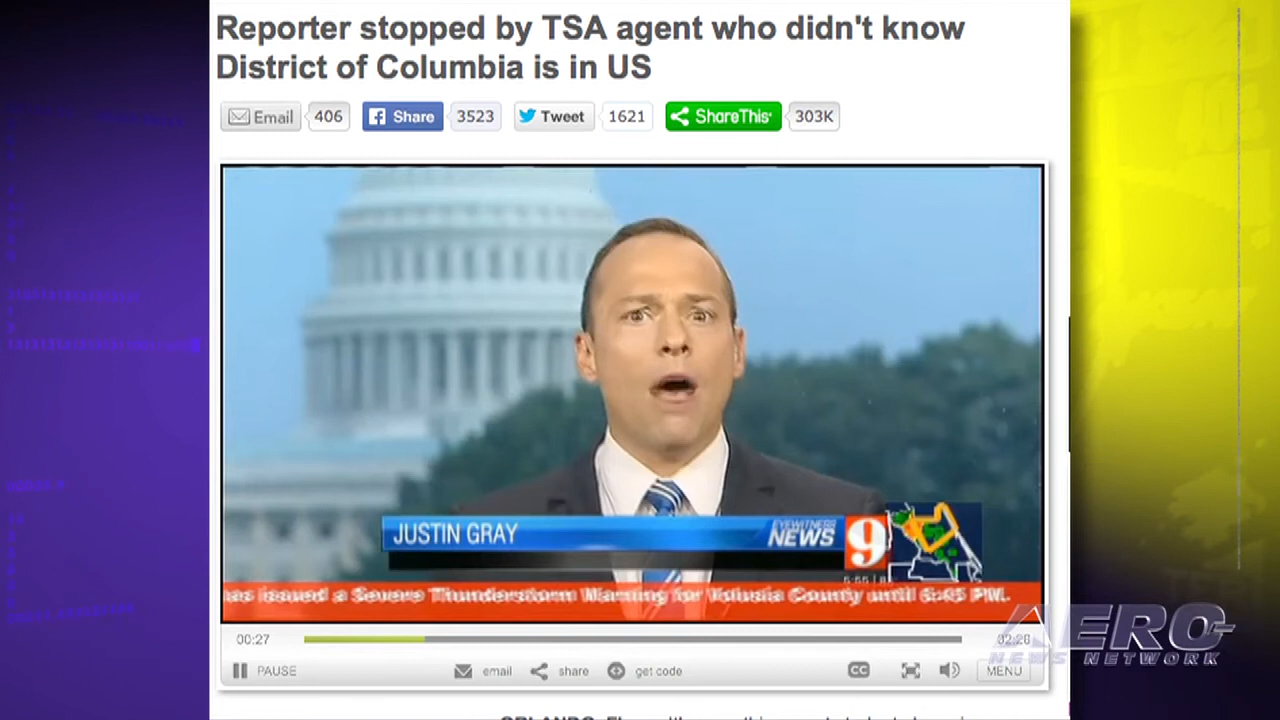 Reporter stopped by TSA agent who didn't know
District of Columbia is in US
Email 406 Share 3523 Tweet 1621 ShareThis 303K
JUSTIN GRAY EYEWITNESS NEWS 9
5:55
issued a Severe Thunderstorm Warning for Volusia County until 6:45 PM.
00:27 02:28
PAUSE email share get code CC MENU
AERO-
NEWS NETWORK